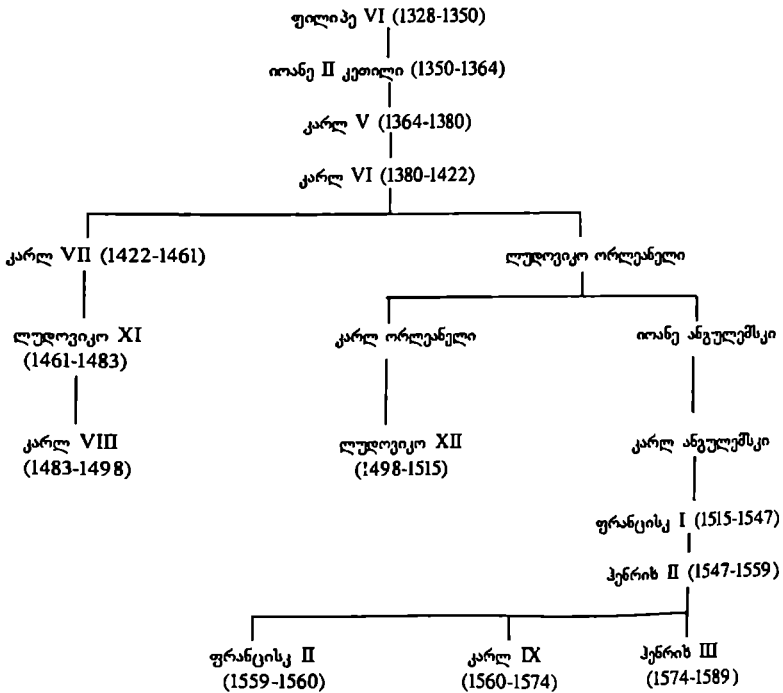 ფილიპე VI (1328-1350)
იოანე II კეთილი (1350-1364)
კარლ V (1364-1380)
კარლ VI (1380-1422)
კარლ VII (1422-1461)
ლუდოვიკო ორლეანელი
ლუდოვიკო XI
(1461-1483)
კარლ ორლეანელი
იოანე ანგულემსკი
კარლ VIII
(1483-1498)
ლუდოვიკო XII
(1498-1515)
კარლ ანგულემსკი
ფრანცისკ I (1515-1547)
ჰენრის II (1547-1559)
ფრანცისკ II
(1559-1560)
კარლ IX
(1560-1574)
ჰენრის III
(1574-1589)